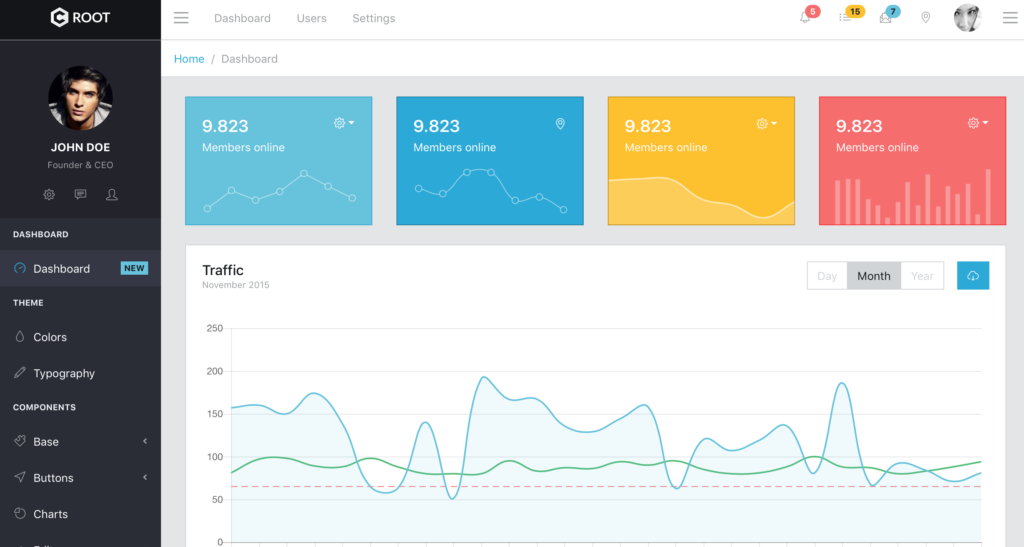 ROOT
Dashboard
Users
Settings
5
15
7
Home / Dashboard
JOHN DOE
Founder & CEO
DASHBOARD
Dashboard NEW
THEME
Colors
Typography
COMPONENTS
Base
Buttons
Charts
9.823
Members online
9.823
Members online
9.823
Members online
9.823
Members online
Traffic
November 2015
Day
Month
Year
250
200
150
100
50
0